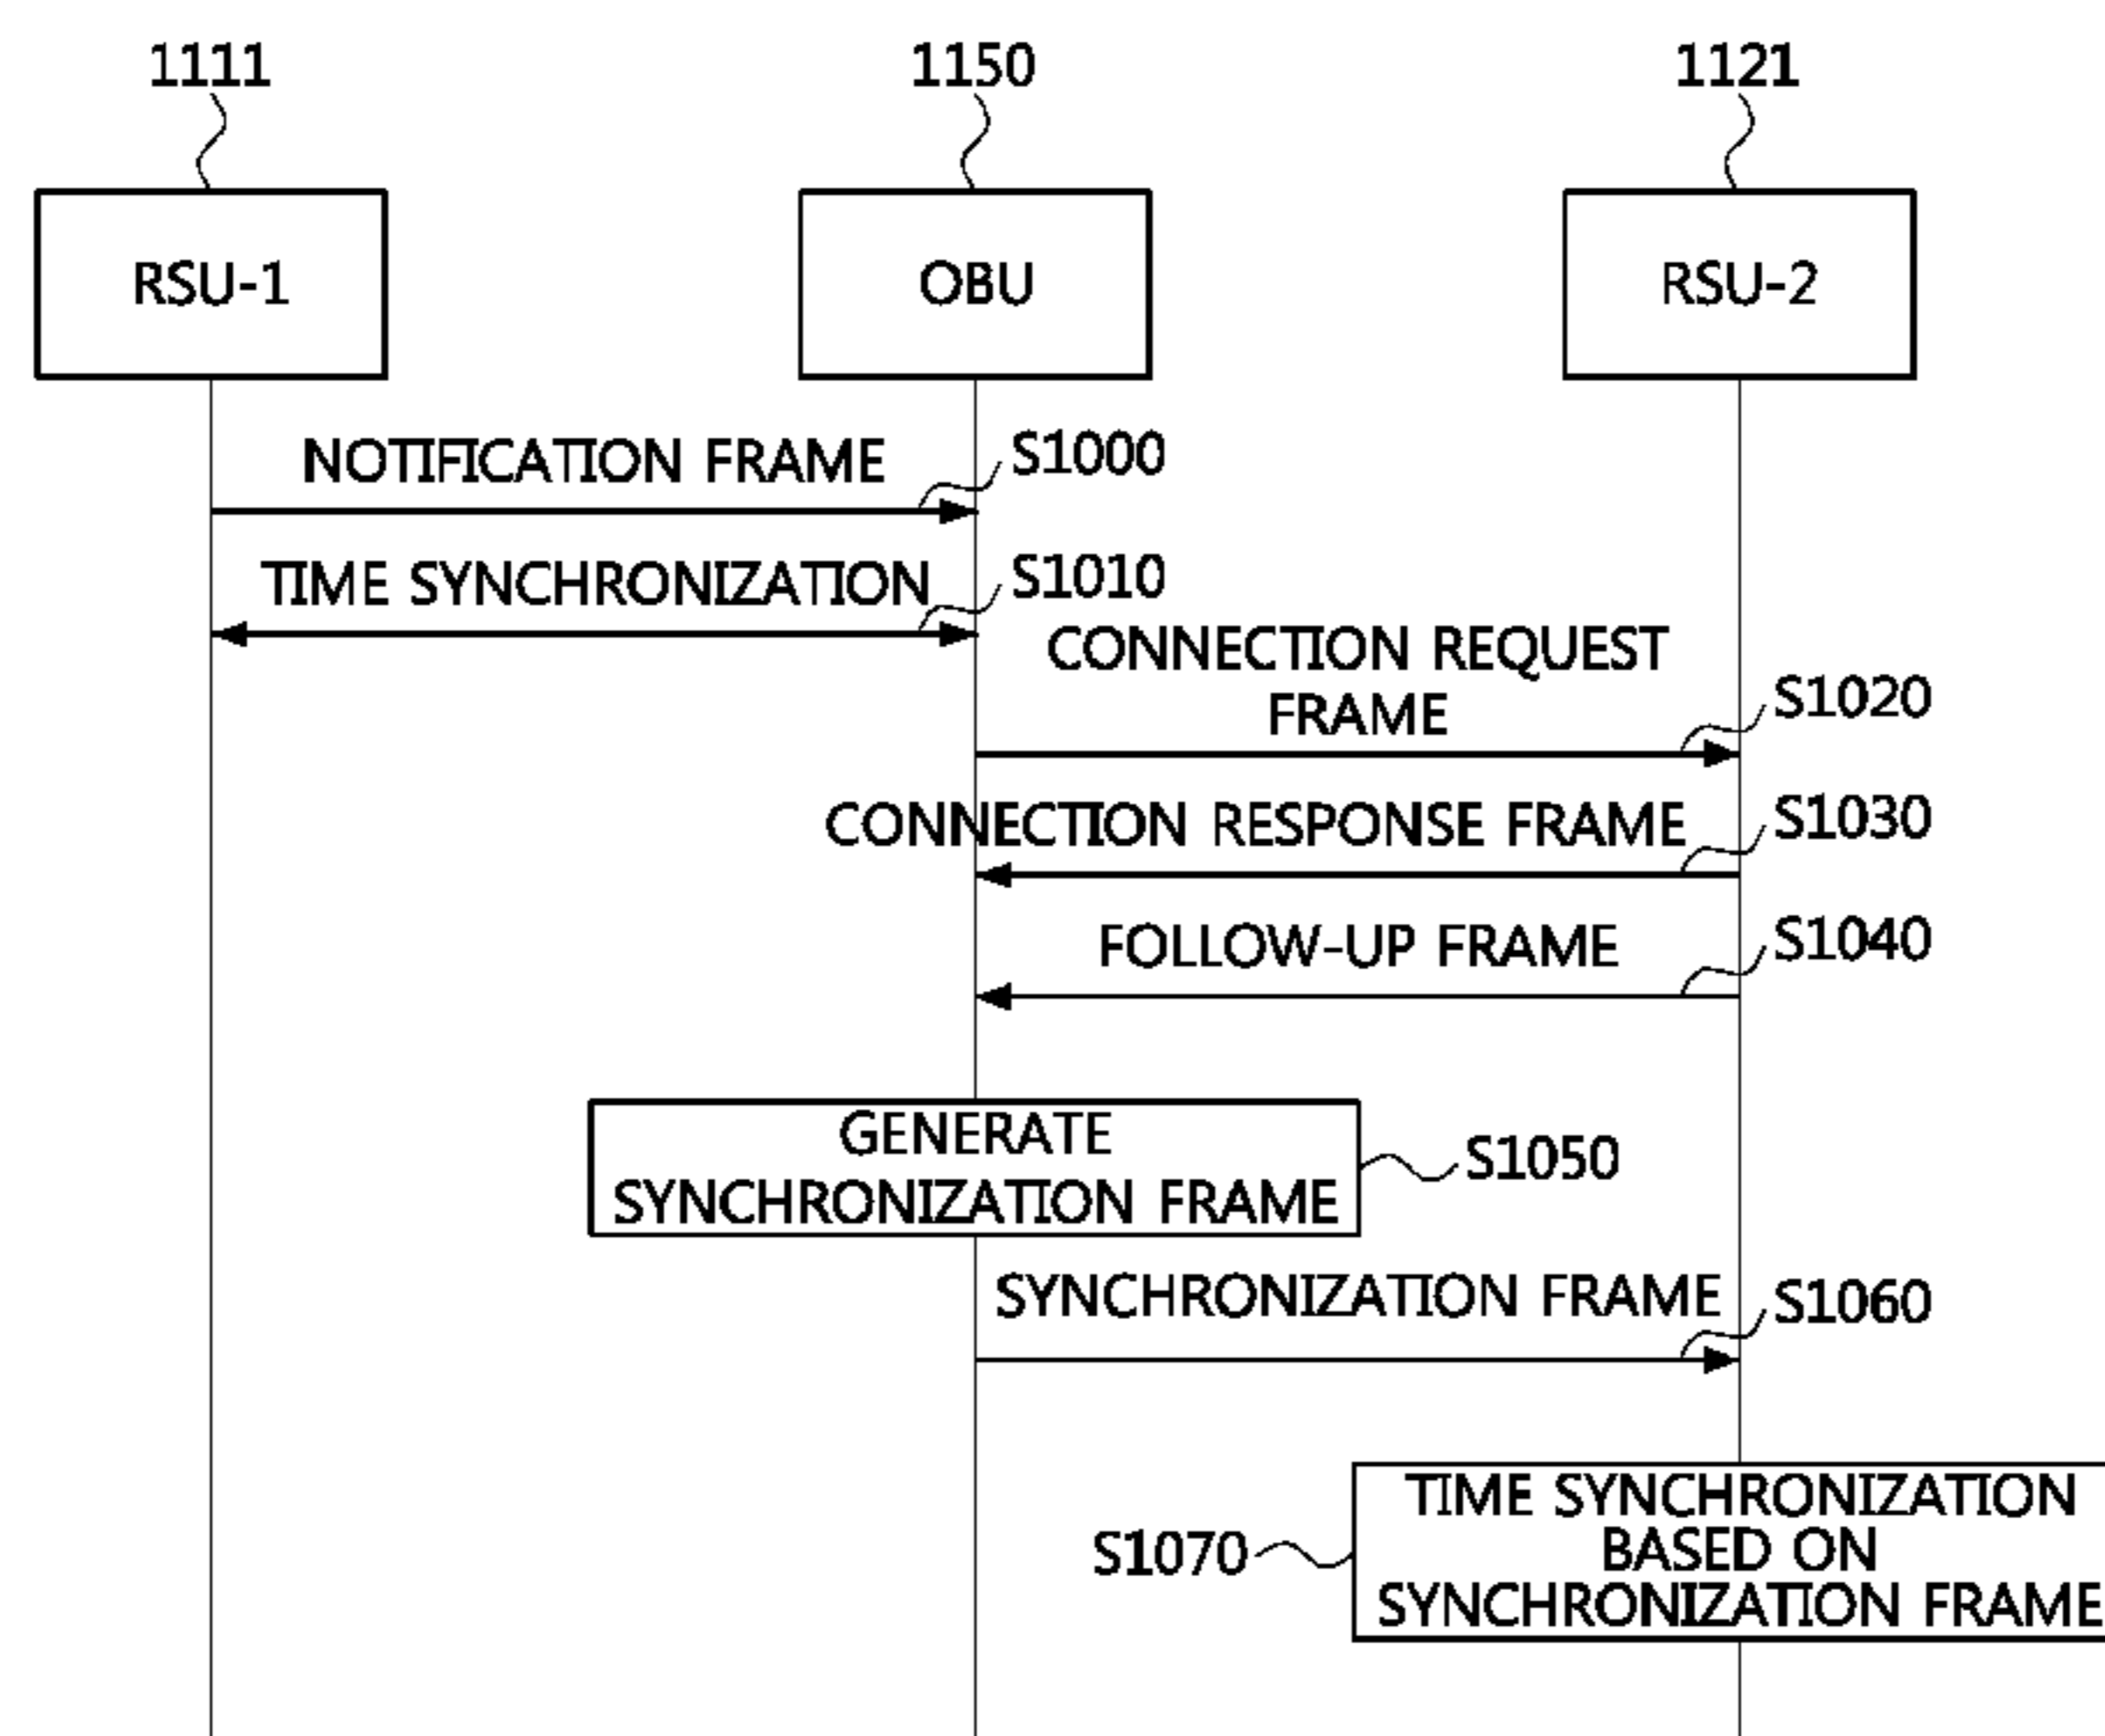 1111
1150
1121
RSU-1
OBU
RSU-2
NOTIFICATION FRAME
S1000
TIME SYNCHRONIZATION
S1010
CONNECTION REQUEST
FRAME
S1020
CONNECTION RESPONSE FRAME
S1030
FOLLOW-UP FRAME
S1040
GENERATE
SYNCHRONIZATION FRAME
S1050
SYNCHRONIZATION FRAME
S1060
TIME SYNCHRONIZATION
BASED ON
SYNCHRONIZATION FRAME
S1070